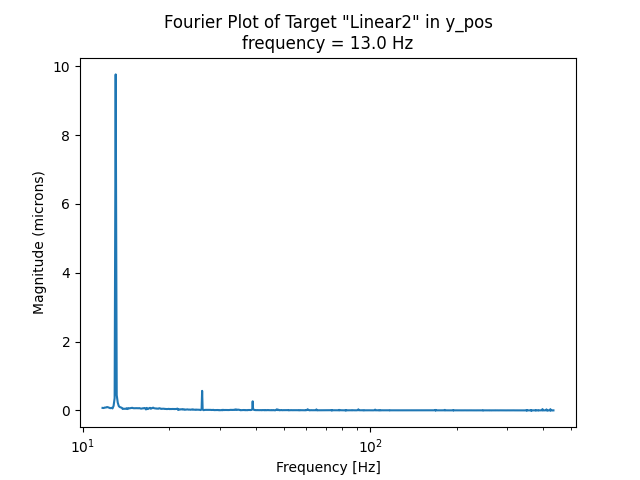 Fourier Plot of Target "Linear2" in y_pos
frequency = 13.0 Hz
Magnitude (microns)
10
8
6
4
2
0
10¹
10²
Frequency [Hz]